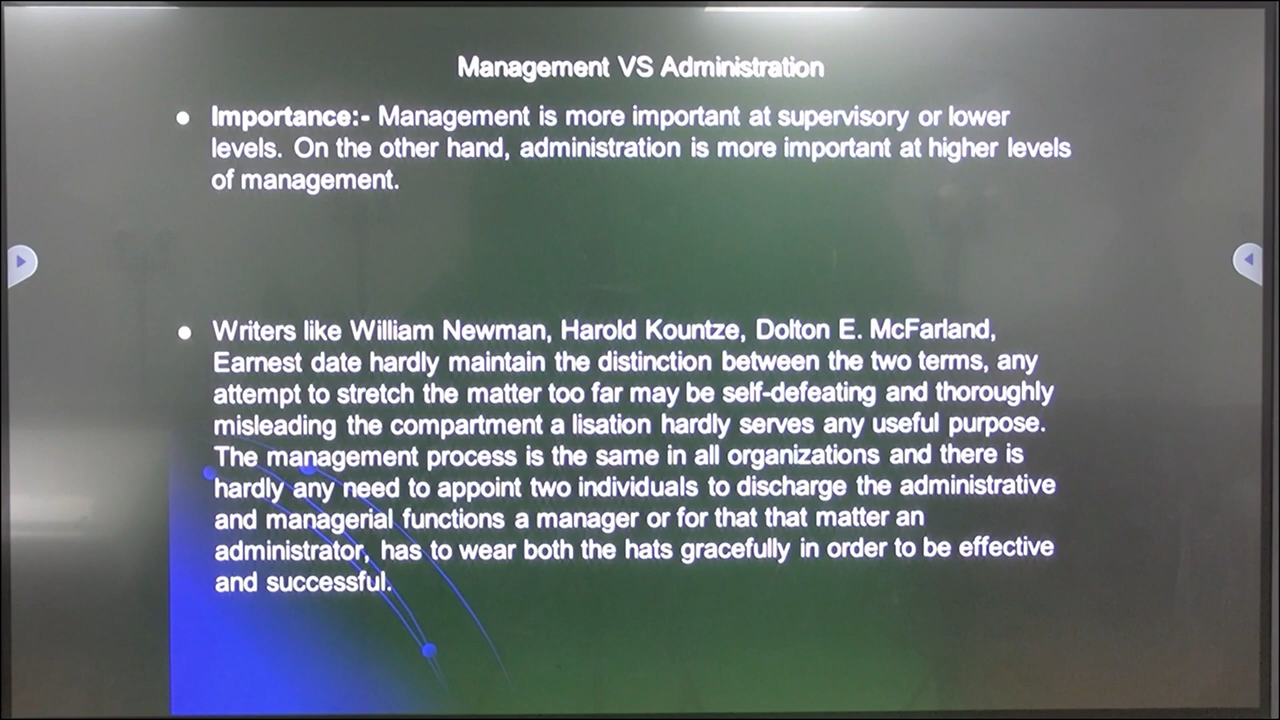 Management VS Administration
• Importance:- Management is more important at supervisory or lower
levels. On the other hand, administration is more important at higher levels
of management.
• Writers like William Newman, Harold Kountze, Dolton E. McFarland,
Earnest date hardly maintain the distinction between the two terms, any
attempt to stretch the matter too far may be self-defeating and thoroughly
misleading the compartment a lisation hardly serves any useful purpose.
The management process is the same in all organizations and there is
hardly any need to appoint two individuals to discharge the administrative
and managerial functions a manager or for that that matter an
administrator, has to wear both the hats gracefully in order to be effective
and successful.